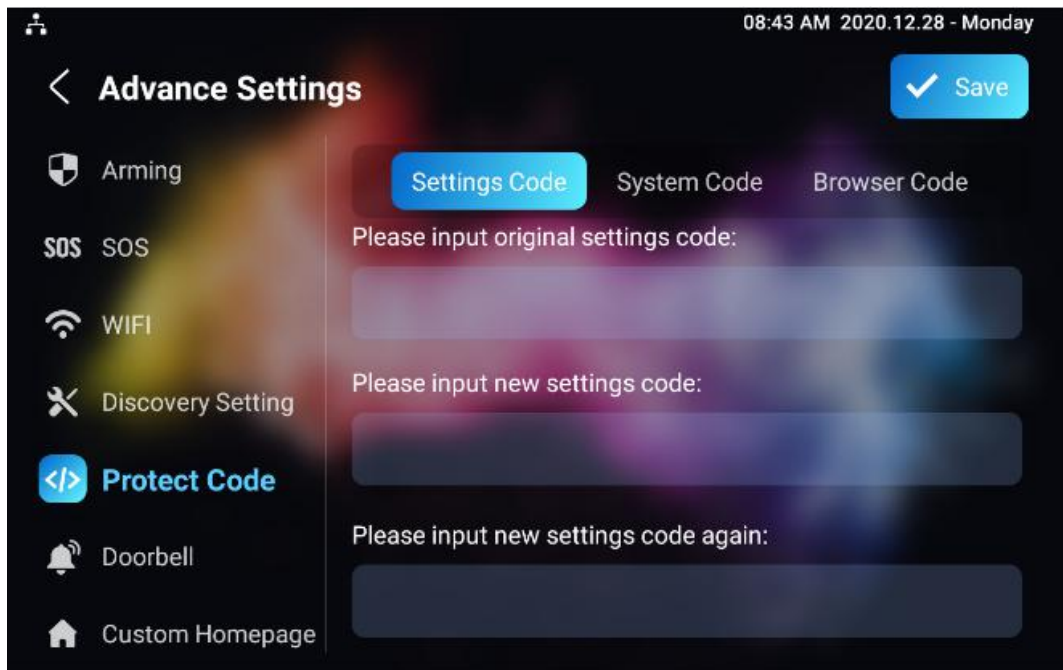 08:43 AM 2020.12.28 - Monday
Advance Settings
Save
Arming
SOS SOS
WIFI
Discovery Setting
Protect Code
Doorbell
Custom Homepage
Settings Code System Code Browser Code
Please input original settings code:
Please input new settings code:
Please input new settings code again: